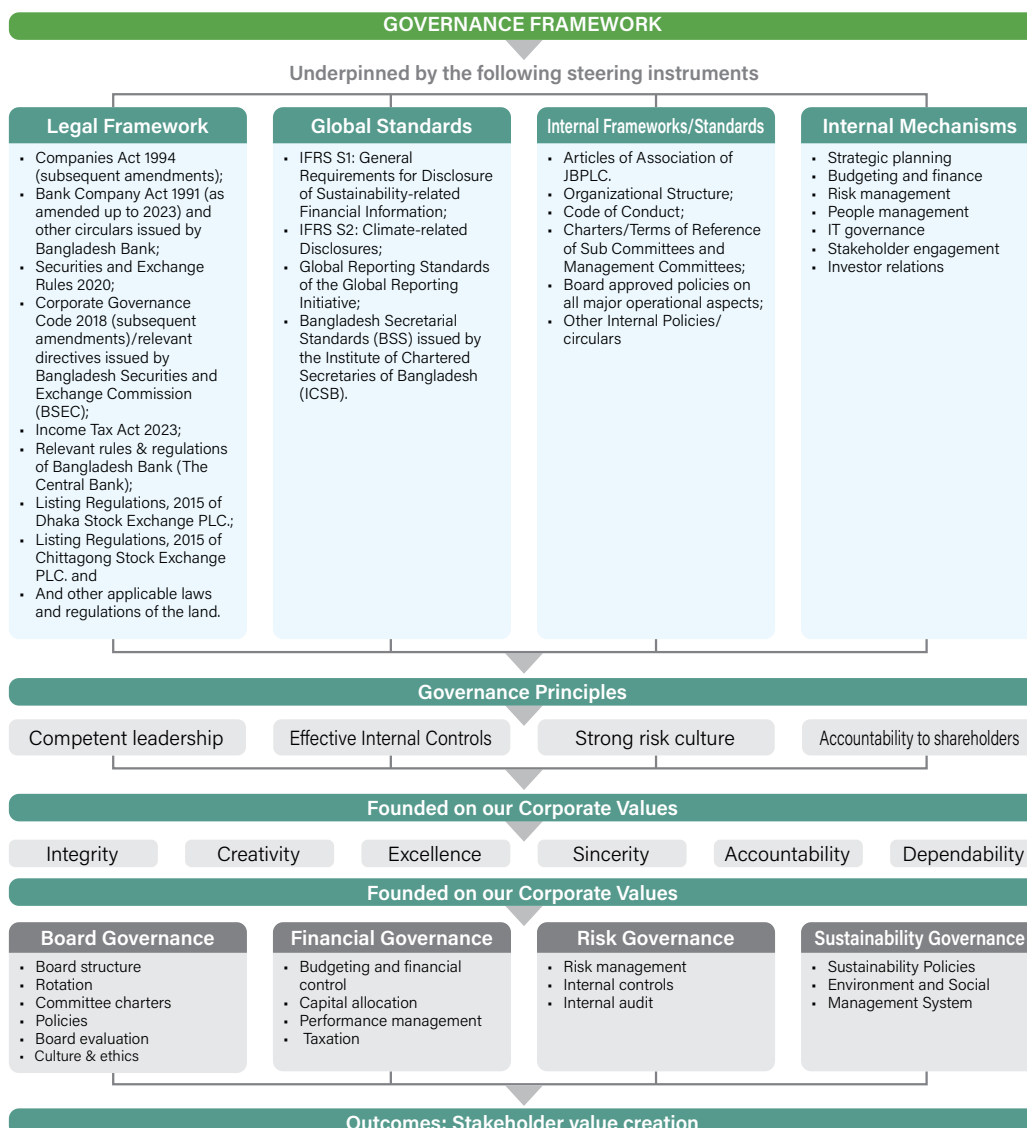 GOVERNANCE FRAMEWORK
Underpinned by the following steering instruments
Legal Framework
• Companies Act 1994
(subsequent amendments);
• Bank Company Act 1991 (as
amended up to 2023) and
other circulars issued by
Bangladesh Bank;
• Securities and Exchange
Rules 2020;
• Corporate Governance
Code 2018 (subsequent
amendments)/relevant
directives issued by
Bangladesh Securities and
Exchange Commission
(BSEC);
• Income Tax Act 2023;
• Relevant rules & regulations
of Bangladesh Bank (The
Central Bank);
• Listing Regulations, 2015 of
Dhaka Stock Exchange PLC.;
• Listing Regulations, 2015 of
Chittagong Stock Exchange
PLC. and
• And other applicable laws
and regulations of the land.
Global Standards
• IFRS S1: General
Requirements for Disclosure
of Sustainability-related
Financial Information;
• IFRS S2: Climate-related
Disclosures;
• Global Reporting Standards
of the Global Reporting
Initiative;
• Bangladesh Secretarial
Standards (BSS) issued by
the Institute of Chartered
Secretaries of Bangladesh
(ICSB).
Internal Frameworks/Standards
• Articles of Association of
JBPLC.
• Organizational Structure;
• Code of Conduct;
• Charters/Terms of Reference
of Sub Committees and
Management Committees;
• Board approved policies on
all major operational aspects;
• Other Internal Policies/
circulars
Internal Mechanisms
• Strategic planning
• Budgeting and finance
• Risk management
• People management
• IT governance
• Stakeholder engagement
• Investor relations
Governance Principles
Competent leadership
Effective Internal Controls
Strong risk culture
Accountability to shareholders
Founded on our Corporate Values
Integrity
Creativity
Excellence
Sincerity
Accountability
Dependability
Founded on our Corporate Values
Board Governance
• Board structure
• Rotation
• Committee charters
• Policies
• Board evaluation
• Culture & ethics
Financial Governance
• Budgeting and financial
control
• Capital allocation
• Performance management
• Taxation
Risk Governance
• Risk management
• Internal controls
• Internal audit
Sustainability Governance
• Sustainability Policies
• Environment and Social
• Management System
Outcomes: Stakeholder value creation